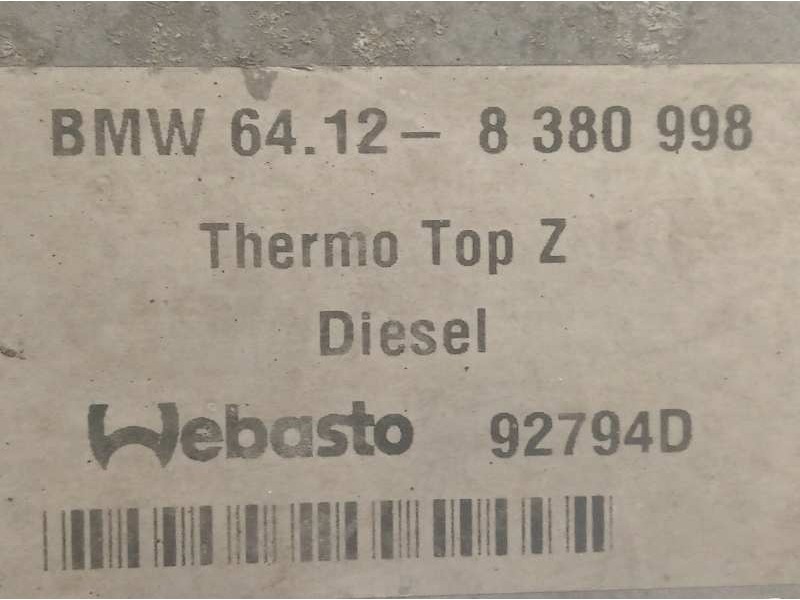 BMW 64.12- 8 380 998
Thermo Top Z
Diesel
Webasto 92794D